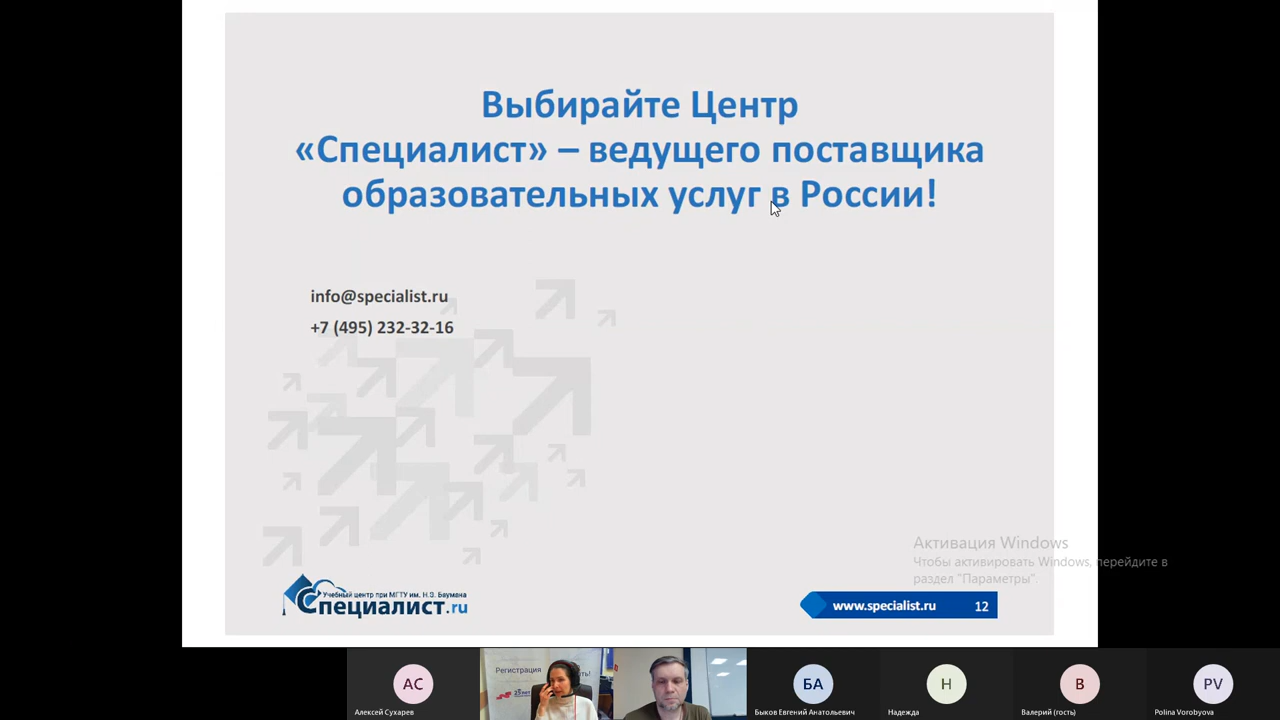 Выбирайте Центр
«Специалист» – ведущего поставщика
образовательных услуг в России!
info@specialist.ru
+7 (495) 232-32-16
Активация Windows
Чтобы активировать Windows, перейдите в
раздел "Параметры".
Учебный центр при МГТУ им. Н.Э. Баумана
Специалист.ru
www.specialist.ru 12
Регистрация
АС
БА
Н
В
PV
Алексей Сухарев
Быков Евгений Анатольевич
Надежда
Валерий (гость)
Polina Vorobyova